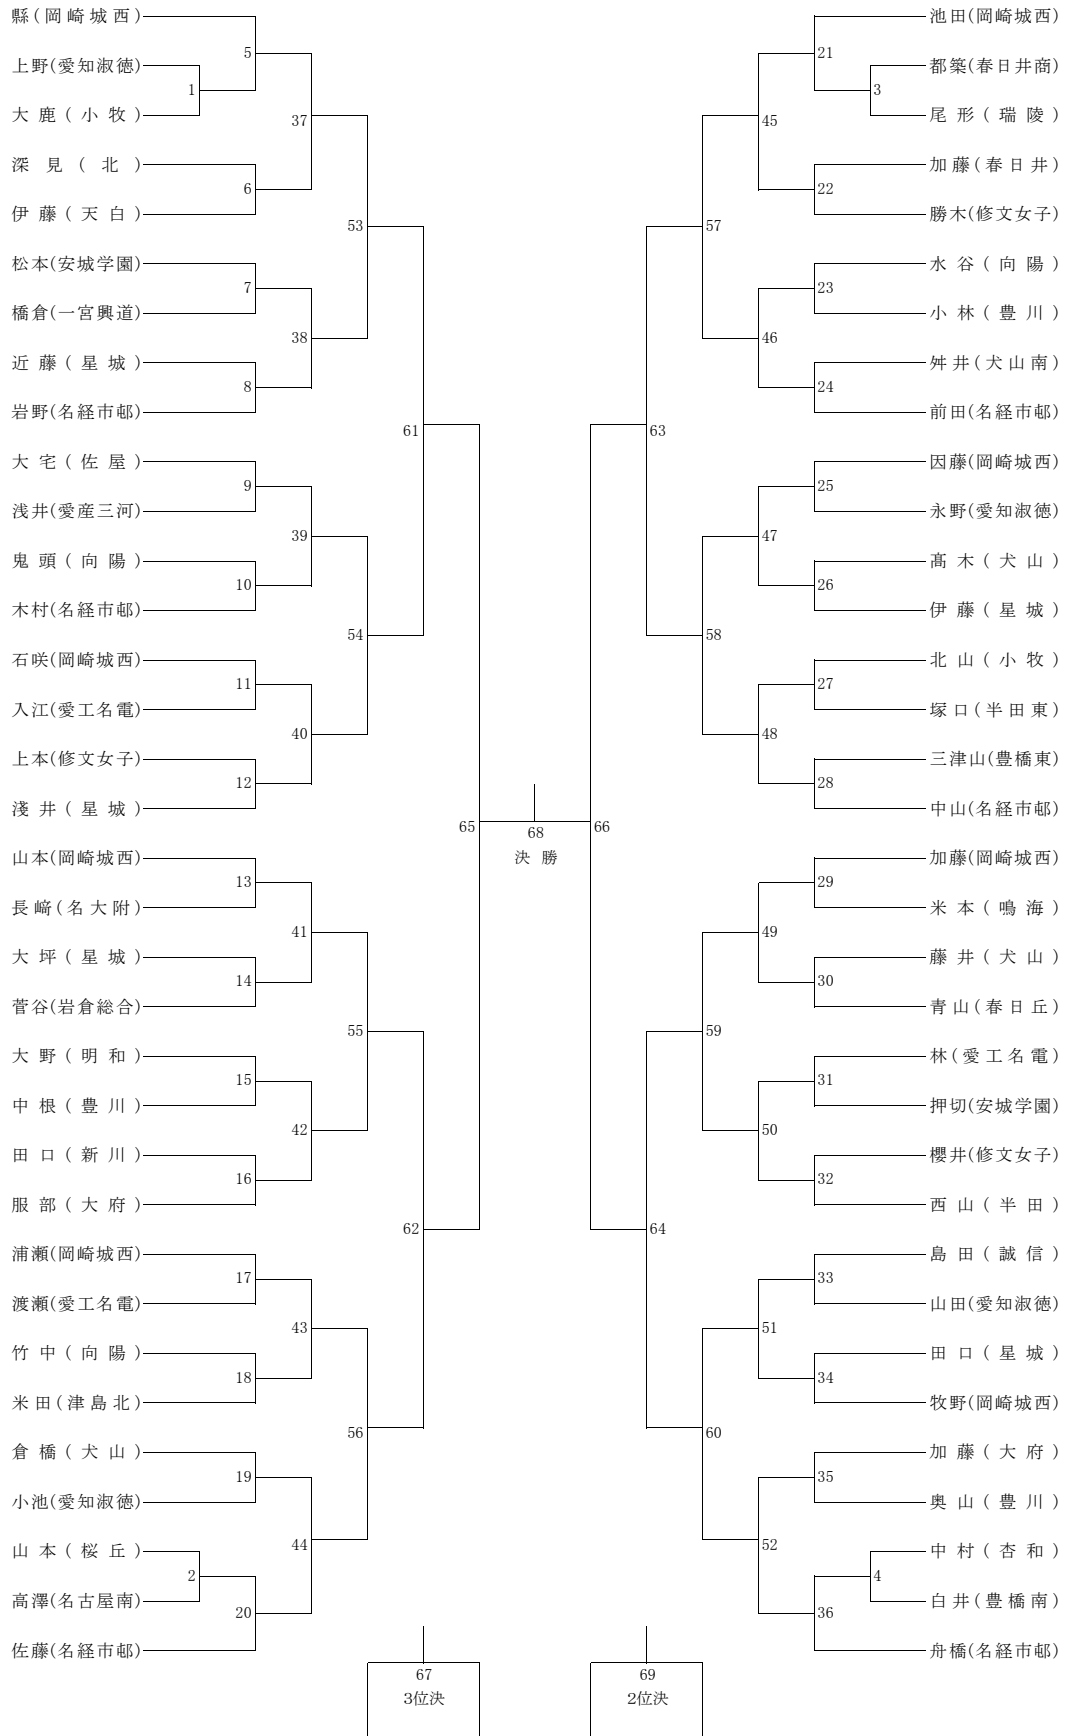 縣(岡崎城西)
上野(愛知淑徳)
大鹿(小牧)
深見(北)
伊藤(天白)
松本(安城学園)
橋倉(一宮興道)
近藤(星城)
岩野(名経市邨)
大宅(佐屋)
浅井(愛産三河)
鬼頭(向陽)
木村(名経市邨)
石咲(岡崎城西)
入江(愛工名電)
上本(修文女子)
淺井(星城)
山本(岡崎城西)
長﨑(名大附)
大坪(星城)
菅谷(岩倉総合)
大野(明和)
中根(豊川)
田口(新川)
服部(大府)
浦瀬(岡崎城西)
渡瀬(愛工名電)
竹中(向陽)
米田(津島北)
倉橋(犬山)
小池(愛知淑徳)
山本(桜丘)
高澤(名古屋南)
佐藤(名経市邨)
1
2
5
6
7
8
9
10
11
12
13
14
15
16
17
18
19
20
37
38
39
40
41
42
43
44
53
54
55
56
61
62
65
68
決勝
66
67
3位決
69
2位決
63
64
57
58
59
60
45
46
47
48
49
50
51
52
21
22
23
24
25
26
27
28
29
30
31
32
33
34
35
36
3
4
池田(岡崎城西)
都築(春日井商)
尾形(瑞陵)
加藤(春日井)
勝木(修文女子)
水谷(向陽)
小林(豊川)
舛井(犬山南)
前田(名経市邨)
因藤(岡崎城西)
永野(愛知淑徳)
髙木(犬山)
伊藤(星城)
北山(小牧)
塚口(半田東)
三津山(豊橋東)
中山(名経市邨)
加藤(岡崎城西)
米本(鳴海)
藤井(犬山)
青山(春日丘)
林(愛工名電)
押切(安城学園)
櫻井(修文女子)
西山(半田)
島田(誠信)
山田(愛知淑徳)
田口(星城)
牧野(岡崎城西)
加藤(大府)
奥山(豊川)
中村(杏和)
白井(豊橋南)
舟橋(名経市邨)